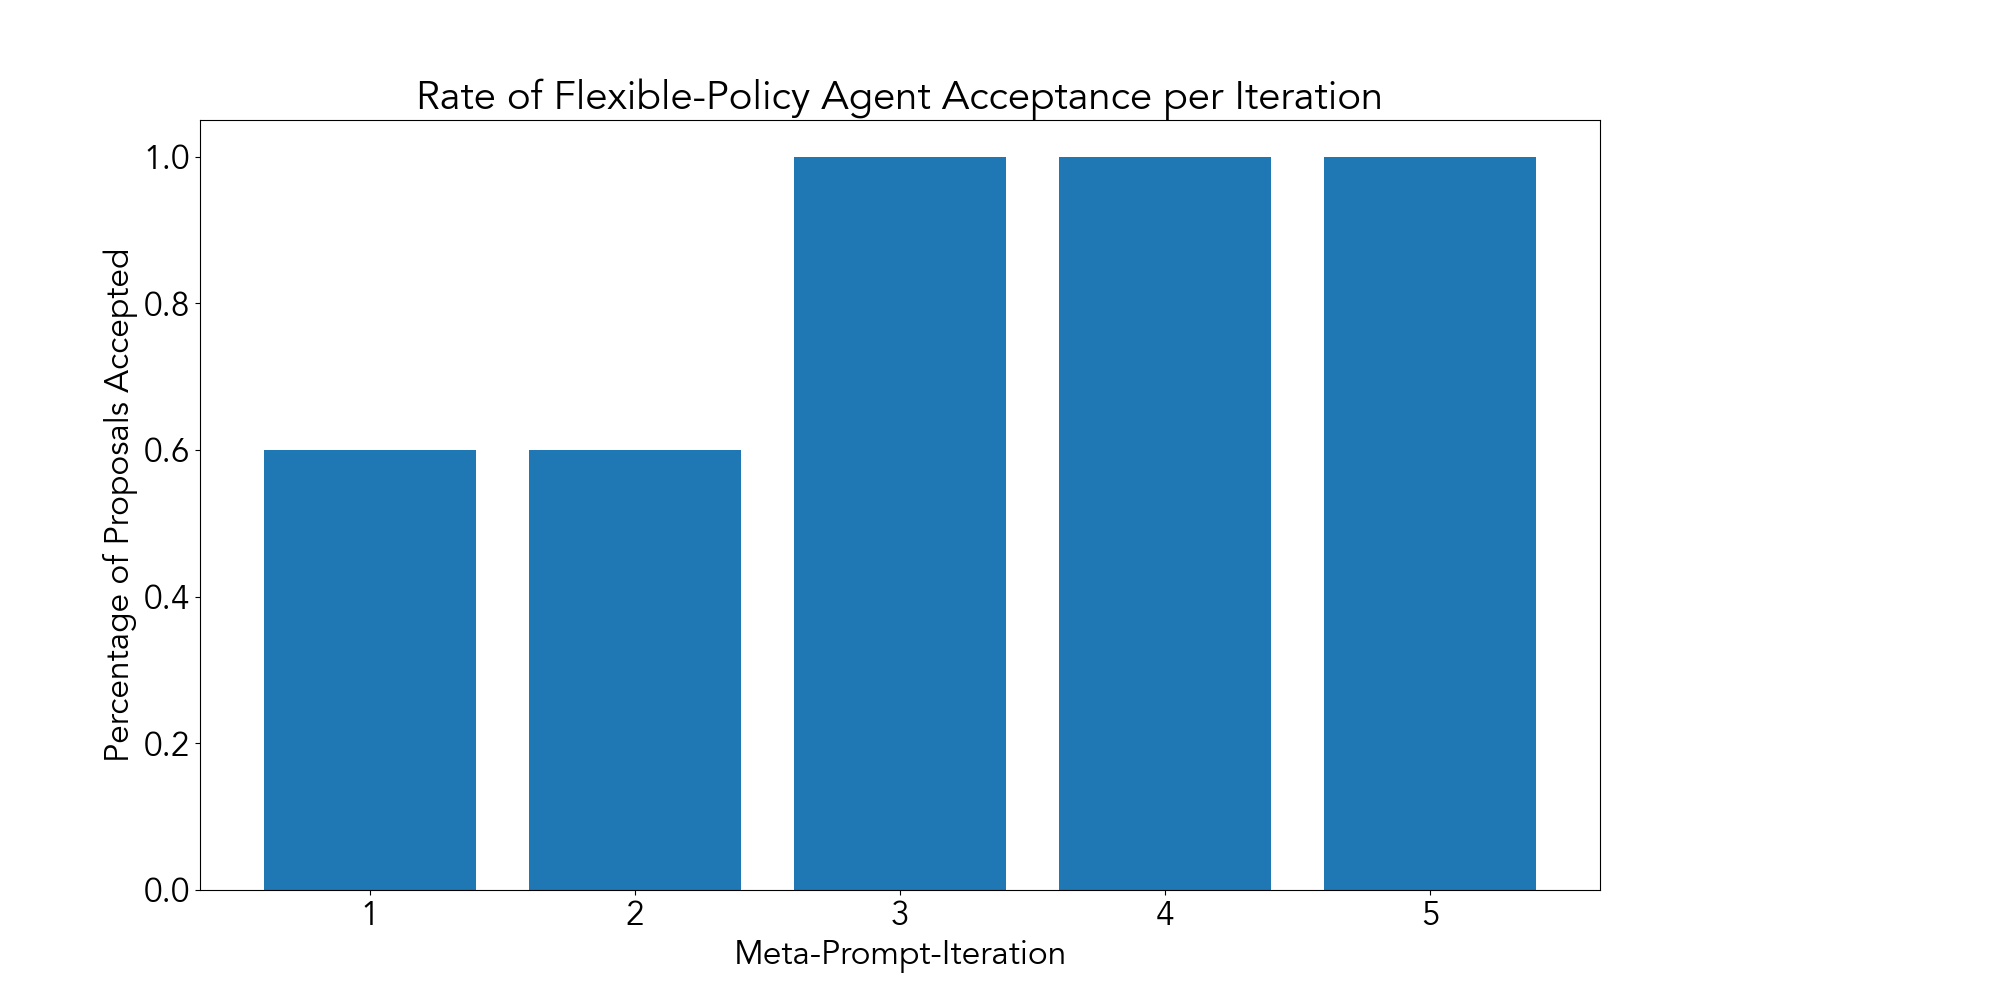 Rate of Flexible-Policy Agent Acceptance per Iteration
Percentage of Proposals Accepted
1.0
0.8
0.6
0.4
0.2
0.0
1 2 3 4 5
Meta-Prompt-Iteration